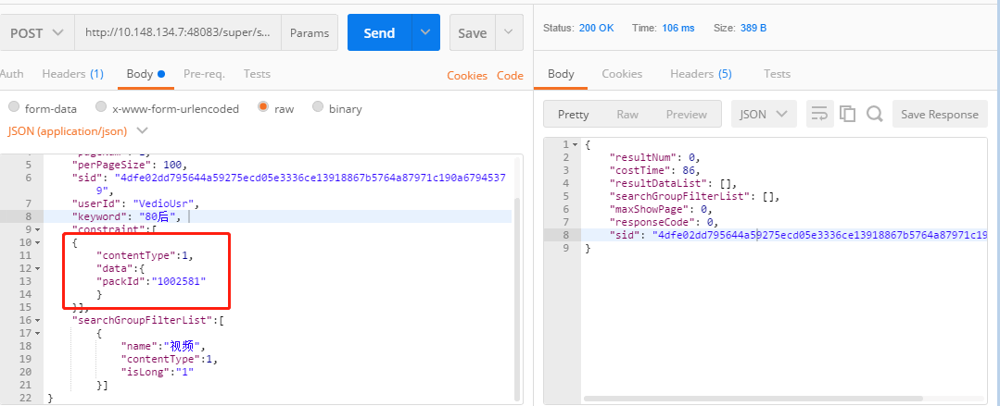 POST
http://10.148.134.7:48083/super/s...
Params
Send
Save
Auth
Headers (1)
Body
Pre-req.
Tests
Cookies
Code
form-data
x-www-form-urlencoded
raw
binary
JSON (application/json)
5 "perPageSize": 100,
6 "sid": "4dfe02dd795644a59275ecd05e3336ce13918867b5764a87971c190a67945379",
7 "userId": "VedioUsr",
8 "keyword": "80后",
9 "constraint":[
10 {
11 "contentType":1,
12 "data":{
13 "packId":"1002581"
14 }
15 }],
16 "searchGroupFilterList":[
17 {
18 "name":"视频",
19 "contentType":1,
20 "isLong":"1"
21 }]
22 }
Status: 200 OK
Time: 106 ms
Size: 389 B
Body
Cookies
Headers (5)
Tests
Pretty
Raw
Preview
JSON
Save Response
1 {
2 "resultNum": 0,
3 "costTime": 86,
4 "resultDataList": [],
5 "searchGroupFilterList": [],
6 "maxShowPage": 0,
7 "responseCode": 0,
8 "sid": "4dfe02dd795644a59275ecd05e3336ce13918867b5764a87971c19
9 }